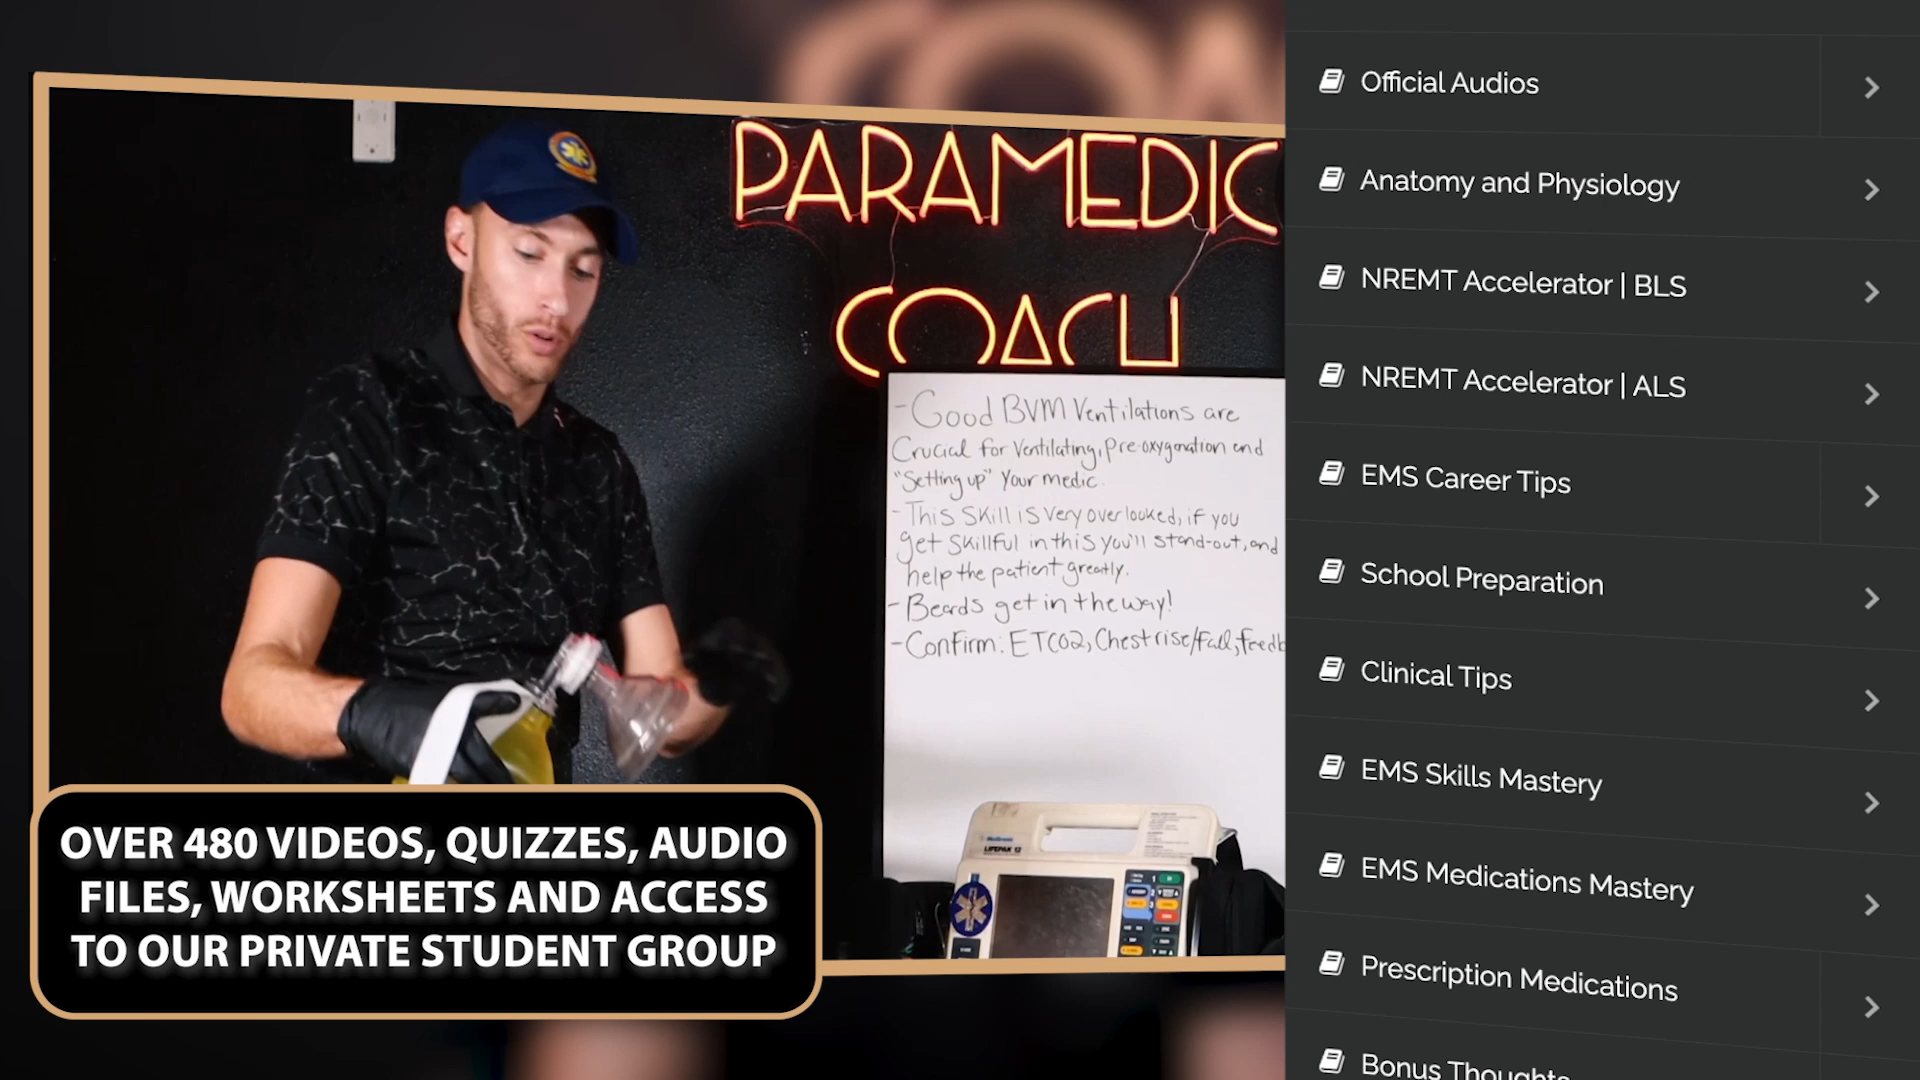 PARAMEDIC
COACH
- Good BVM Ventilations are
Crucial for Ventilating, Pre-oxygenation and
"Setting up" Your medic.
- This Skill is very overlooked, if you
get skillful in this you'll stand-out, and
help the patient greatly.
- Beards get in the way!
- Confirm: ETCO2, Chest rise/fall, feedb
LIFEPAK 12
OVER 480 VIDEOS, QUIZZES, AUDIO
FILES, WORKSHEETS AND ACCESS
TO OUR PRIVATE STUDENT GROUP
Official Audios
Anatomy and Physiology
NREMT Accelerator | BLS
NREMT Accelerator | ALS
EMS Career Tips
School Preparation
Clinical Tips
EMS Skills Mastery
EMS Medications Mastery
Prescription Medications
Bonus Thoughts